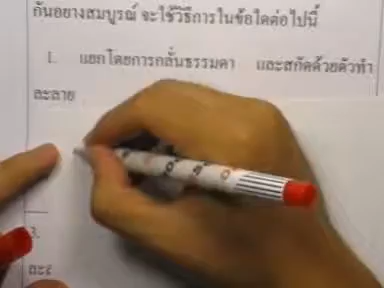 กันอย่างสมบูรณ์ จะใช้วิธีการในข้อใดต่อไปนี้
1. แยกโดยการกลั่นธรรมดา และสกัดด้วยตัวทำ
ละลาย
3.
ละ